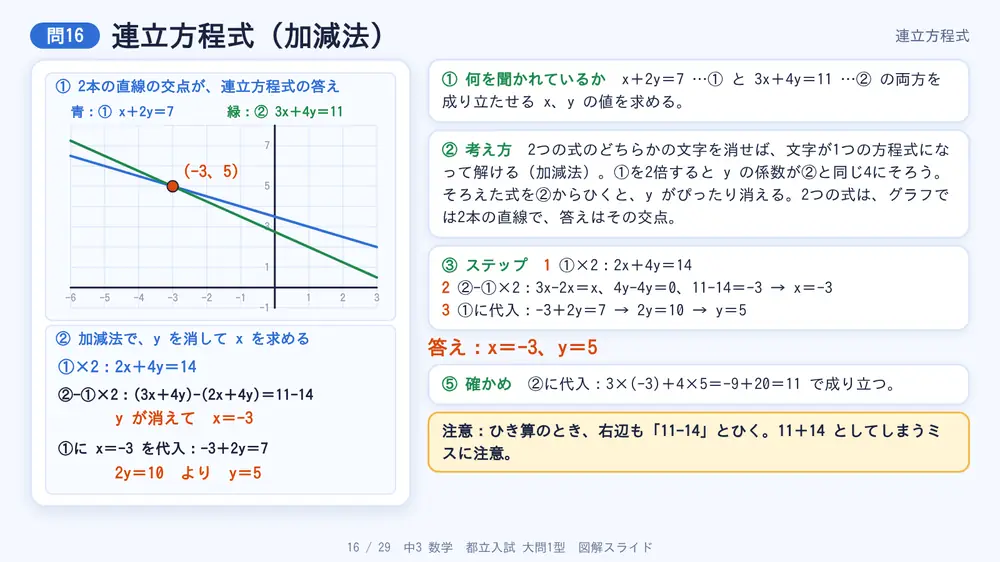 問16 連立方程式（加減法）
連立方程式
① 2本の直線の交点が、連立方程式の答え
青：① x＋2y＝7
緑：② 3x＋4y＝11
7
5
3
1
-1
(-3、5)
-6 -5 -4 -3 -2 -1 1 2 3
② 加減法で、y を消して x を求める
①×2：2x＋4y＝14
②-①×2：(3x＋4y)-(2x＋4y)＝11-14
y が消えて x＝-3
①に x＝-3 を代入：-3＋2y＝7
2y＝10 より y＝5
① 何を聞かれているか x＋2y＝7 …① と 3x＋4y＝11 …② の両方を
成り立たせる x、y の値を求める。
② 考え方 2つの式のどちらかの文字を消せば、文字が1つの方程式にな
って解ける（加減法）。①を2倍すると y の係数が②と同じ4にそろう。
そろえた式を②からひくと、y がぴったり消える。2つの式は、グラフで
は2本の直線で、答えはその交点。
③ ステップ 1 ①×2：2x＋4y＝14
2 ②-①×2：3x-2x＝x、4y-4y＝0、11-14＝-3 → x＝-3
3 ①に代入：-3＋2y＝7 → 2y＝10 → y＝5
答え：x＝-3、y＝5
⑤ 確かめ ②に代入：3×(-3)＋4×5＝-9＋20＝11 で成り立つ。
注意：ひき算のとき、右辺も「11-14」とひく。11＋14 としてしまうミ
スに注意。
16 / 29 中3 数学 都立入試 大問1型 図解スライド